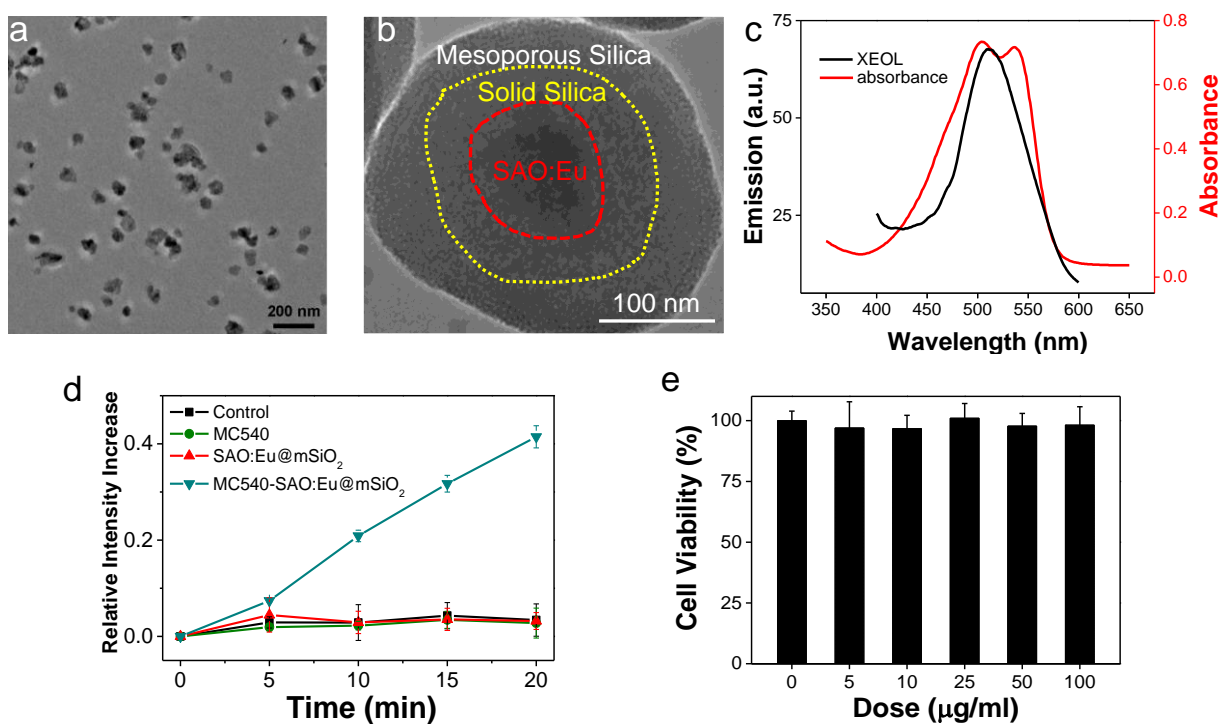 a
200 nm
b
Mesoporous Silica
Solid Silica
SAO:Eu
100 nm
c
XEOL
absorbance
75
50
25
Emission (a.u.)
0.8
0.6
0.4
0.2
0.0
Absorbance
350 400 450 500 550 600 650
Wavelength (nm)
d
Control
MC540
SAO:Eu@mSiO₂
MC540-SAO:Eu@mSiO₂
0.4
0.2
0.0
Relative Intensity Increase
0 5 10 15 20
Time (min)
e
100
75
50
25
0
Cell Viability (%)
0 5 10 25 50 100
Dose (μg/ml)